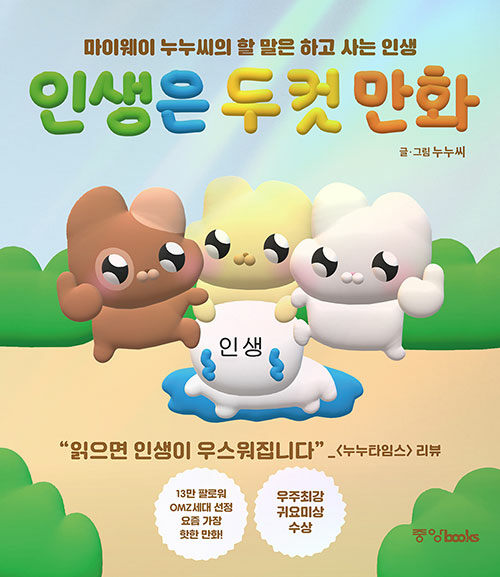 마이웨이 누누씨의 할 말은 하고 사는 인생
인생은 두컷 만화
글·그림 누누씨
인생
“읽으면 인생이 우스워집니다” _<누누타임스> 리뷰
13만 팔로워
OMZ세대 선정
요즘 가장
핫한 만화!
우주최강
귀요미상
수상
중앙books